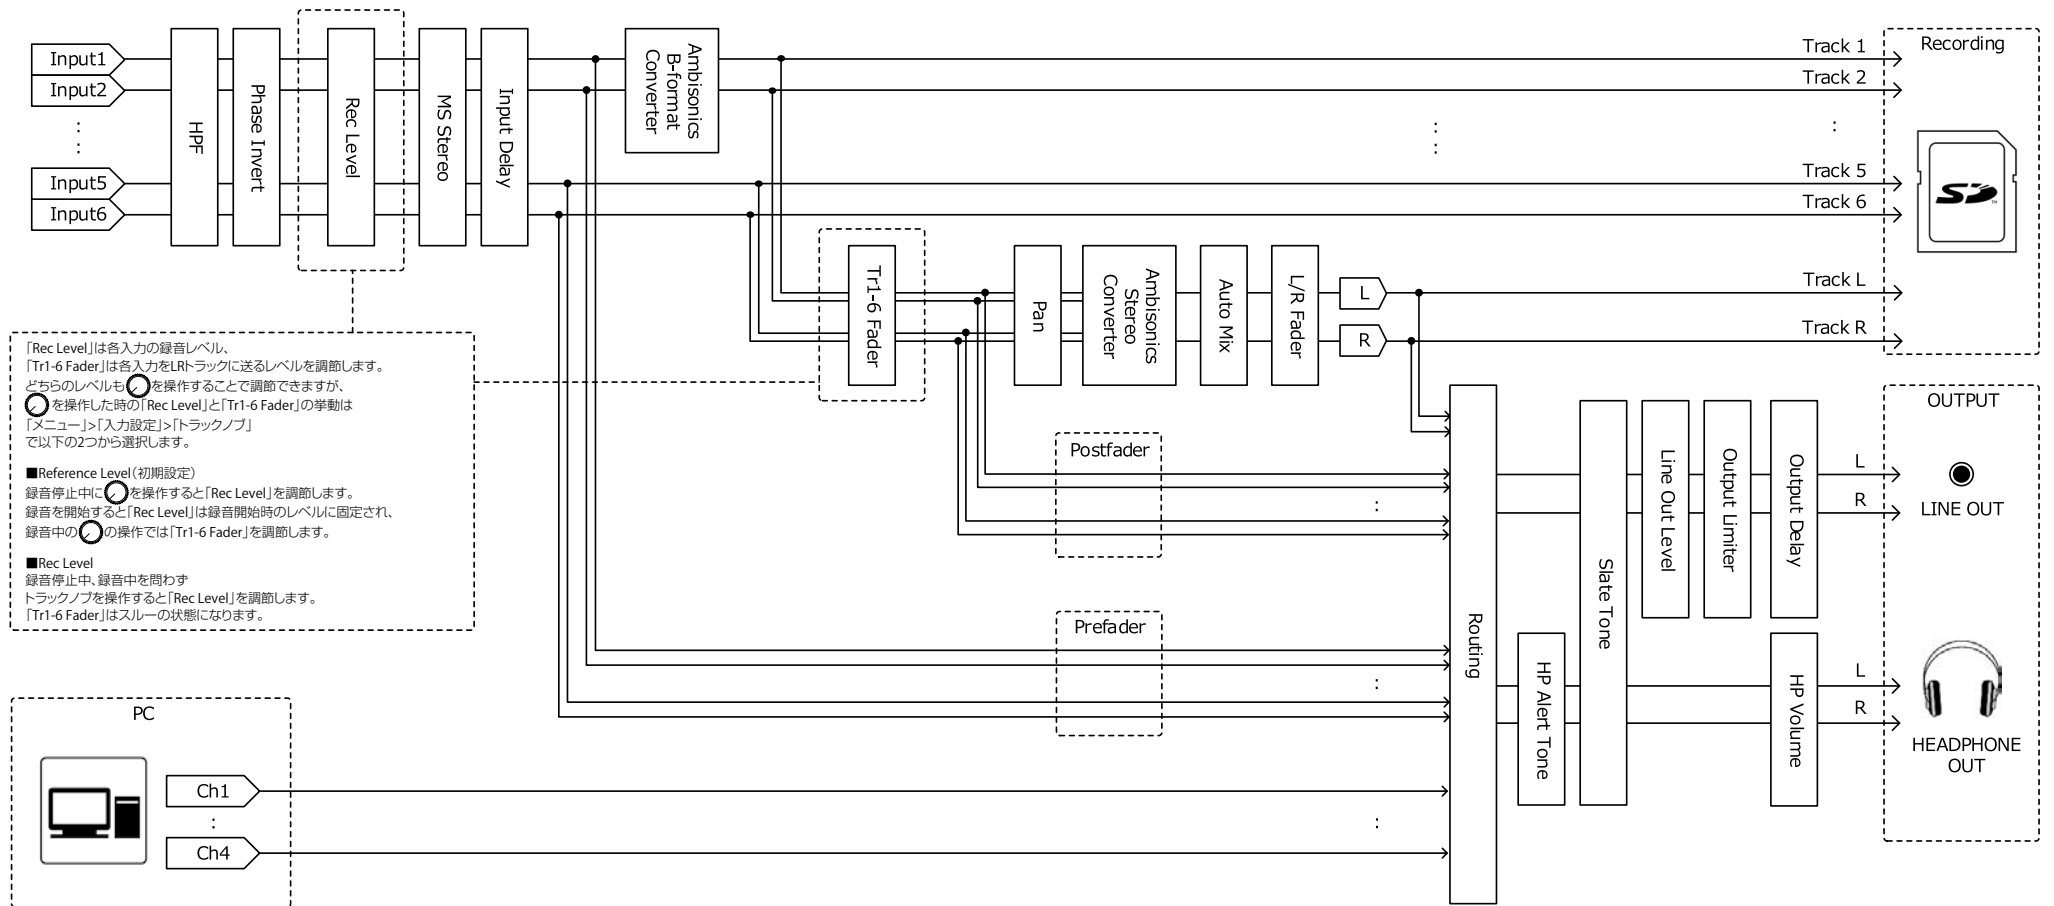 Input1
Input2
:
:
Input5
Input6
HPF
Phase Invert
Rec Level
MS Stereo
Input Delay
Ambisonics
B-format
Converter
Track 1
Track 2
:
:
Track 5
Track 6
Track L
Track R
Recording
SD
TM
Tr1-6 Fader
Pan
Ambisonics
Stereo
Converter
Auto Mix
L/R Fader
L
R
「Rec Level」は各入力の録音レベル、
「Tr1-6 Fader」は各入力をLRトラックに送るレベルを調節します。
どちらのレベルも を操作することで調節できますが、
を操作した時の「Rec Level」と「Tr1-6 Fader」の挙動は
「メニュー」>「入力設定」>「トラックノブ」
で以下の2つから選択します。
■Reference Level（初期設定）
録音停止中に を操作すると「Rec Level」を調節します。
録音を開始すると「Rec Level」は録音開始時のレベルに固定され、
録音中の の操作では「Tr1-6 Fader」を調節します。
■Rec Level
録音停止中、録音中を問わず
トラックノブを操作すると「Rec Level」を調節します。
「Tr1-6 Fader」はスルーの状態になります。
Postfader
:
Prefader
:
PC
Ch1
:
Ch4
:
Routing
HP Alert Tone
Slate Tone
Line Out Level
Output Limiter
Output Delay
HP Volume
OUTPUT
L
R
LINE OUT
L
R
HEADPHONE
OUT